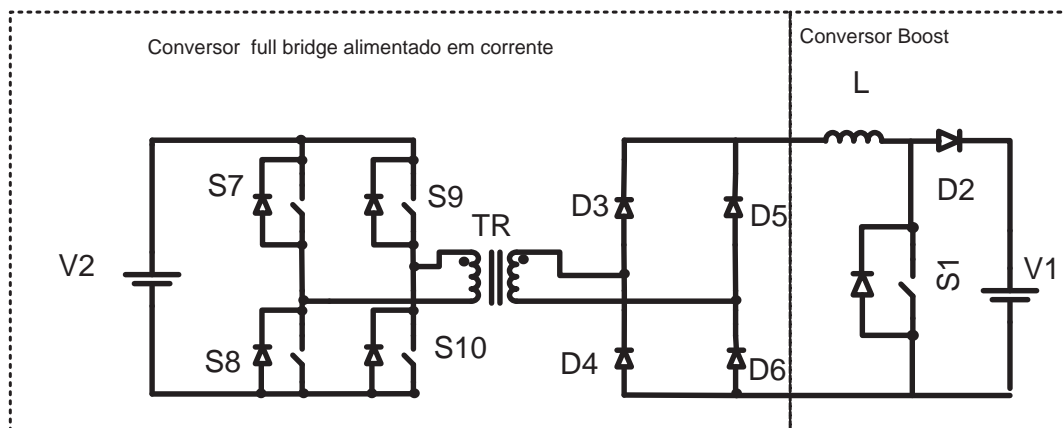 Conversor full bridge alimentado em corrente
Conversor Boost
L
S7
S9
D2
TR
D3
D5
V2
S1
V1
S8
S10
D4
D6